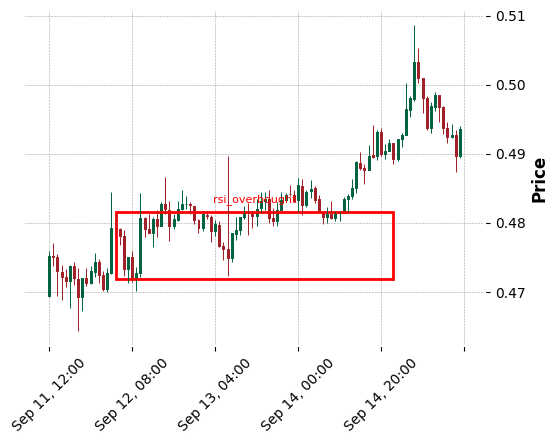 0.51
0.50
0.49
0.48
0.47
Price
rsi_overbought
Sep 11, 12:00
Sep 12, 08:00
Sep 13, 04:00
Sep 14, 00:00
Sep 14, 20:00